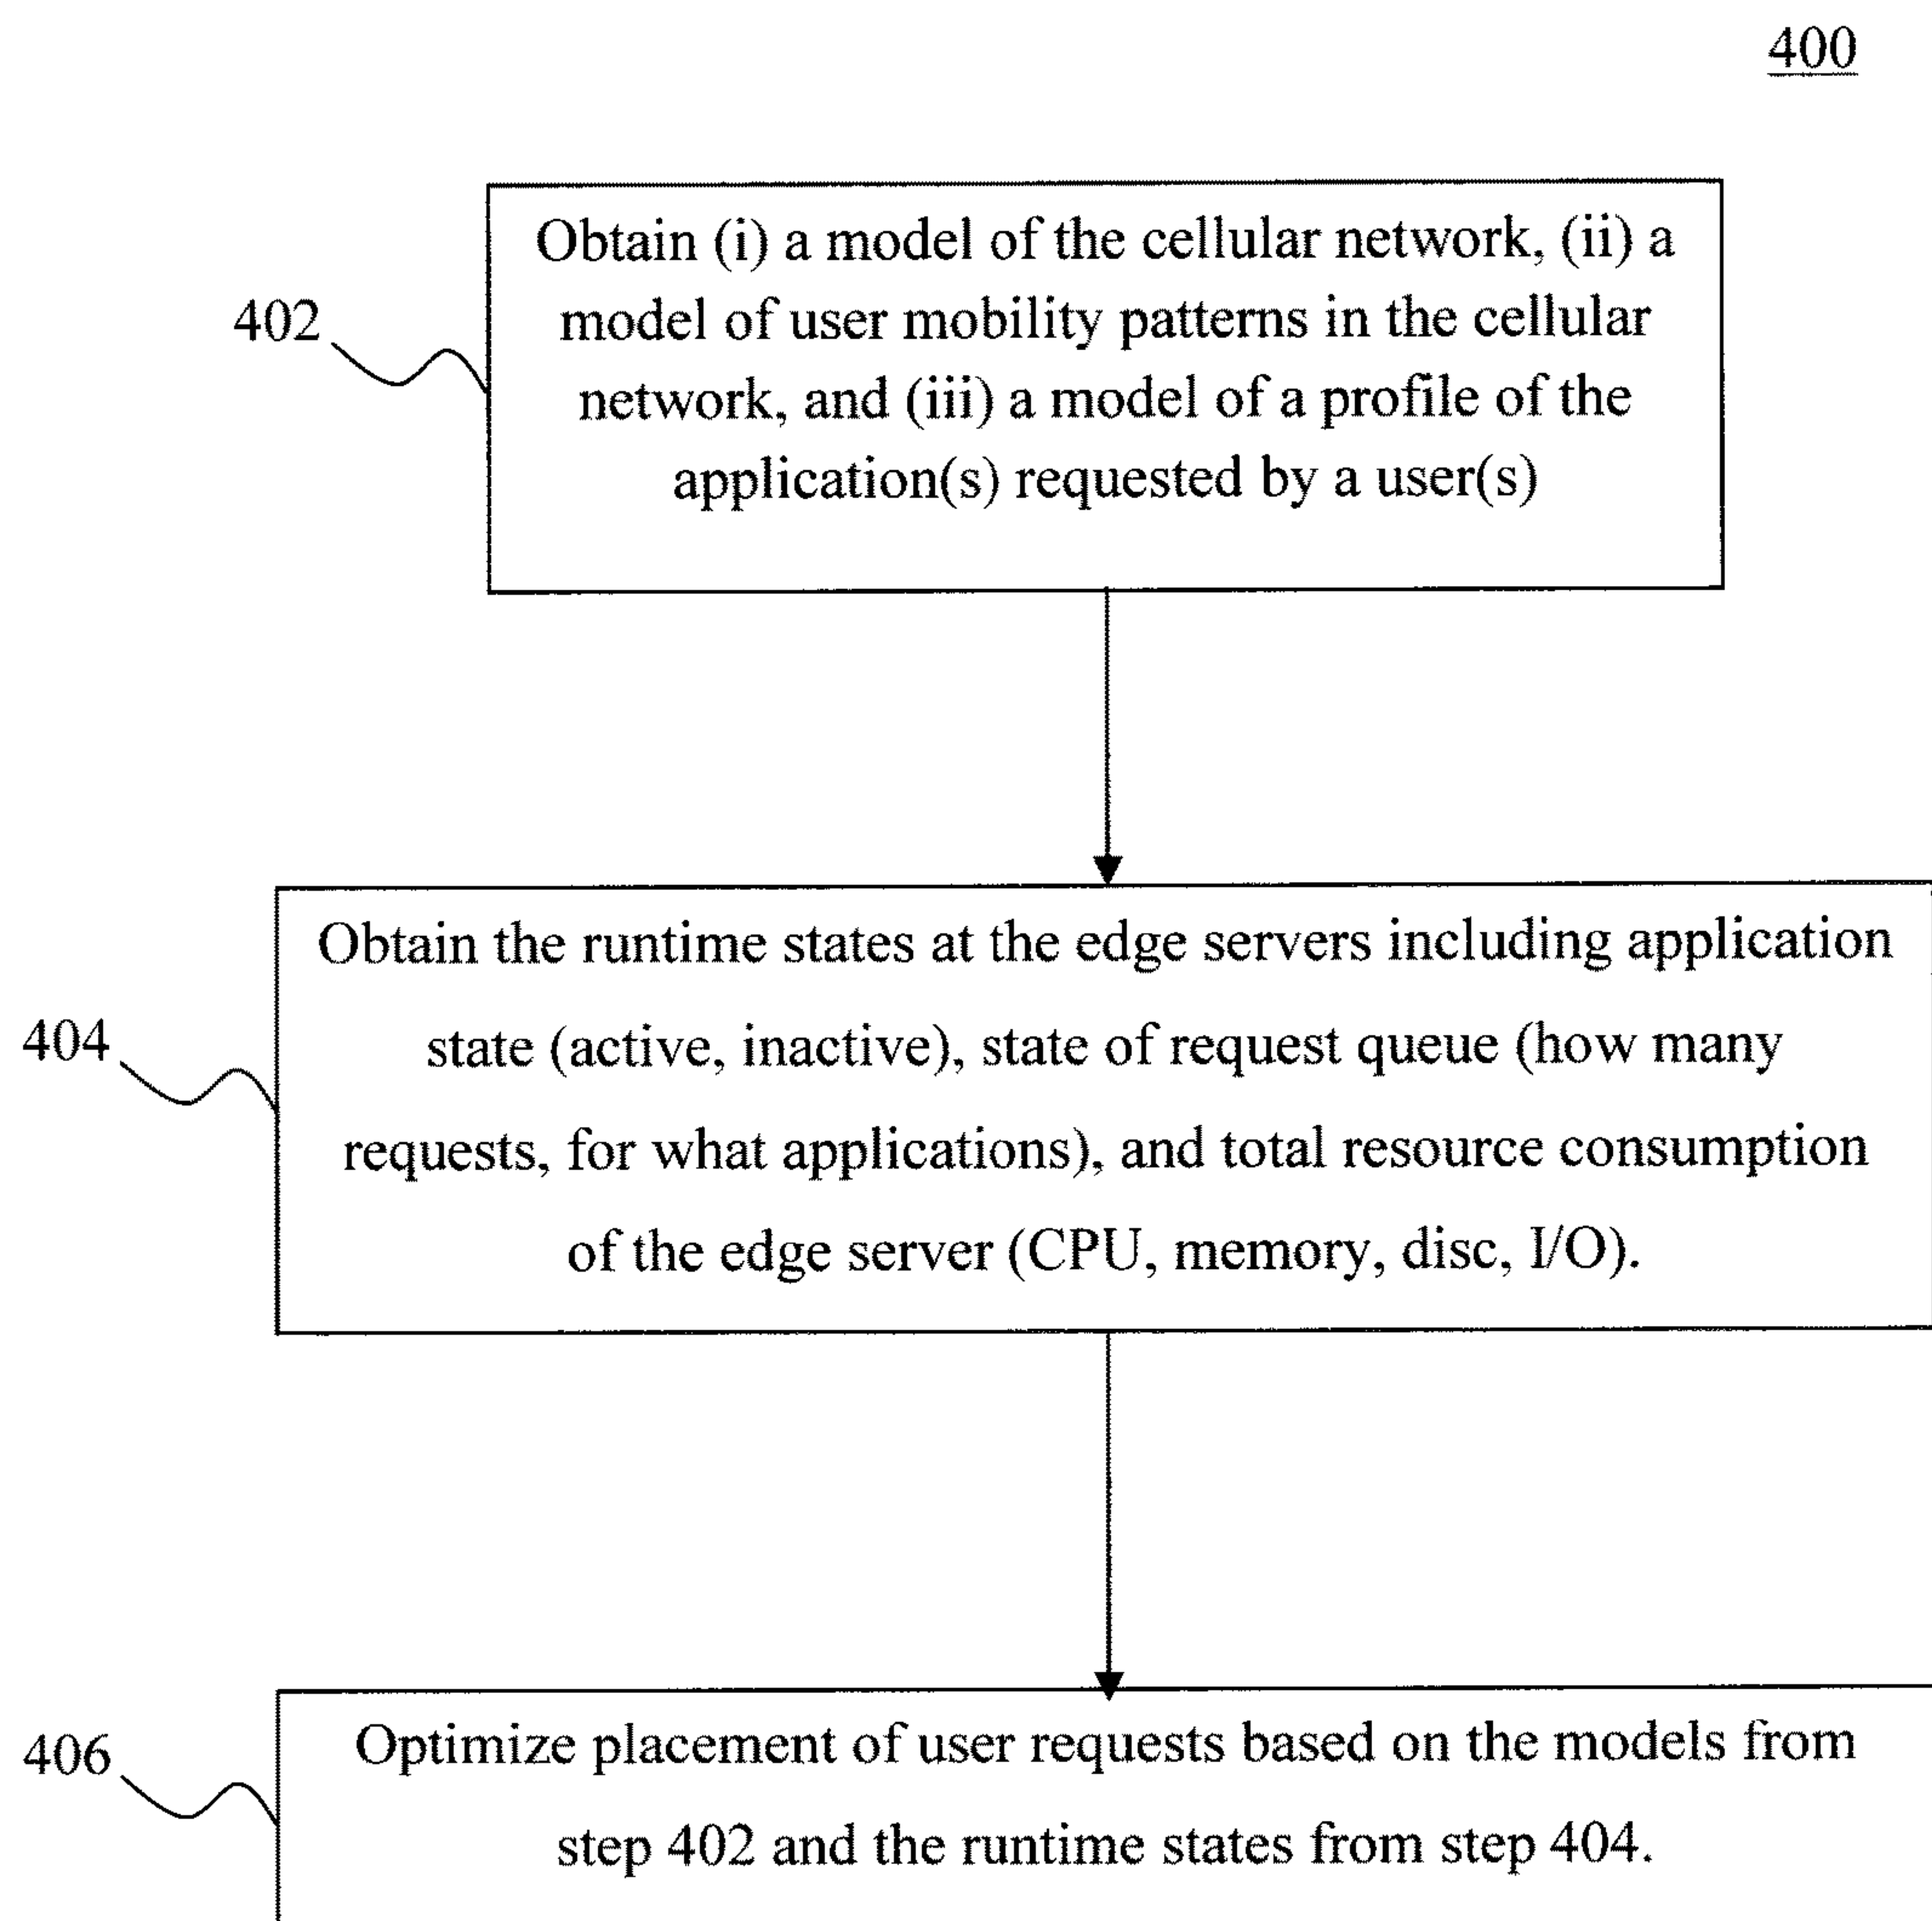 400
Obtain (i) a model of the cellular network, (ii) a
model of user mobility patterns in the cellular
402
network, and (iii) a model of a profile of the
application(s) requested by a user(s)
Obtain the runtime states at the edge servers including application
404
state (active, inactive), state of request queue (how many
requests, for what applications), and total resource consumption
of the edge server (CPU, memory, disc, I/O).
406
Optimize placement of user requests based on the models from
step 402 and the runtime states from step 404.